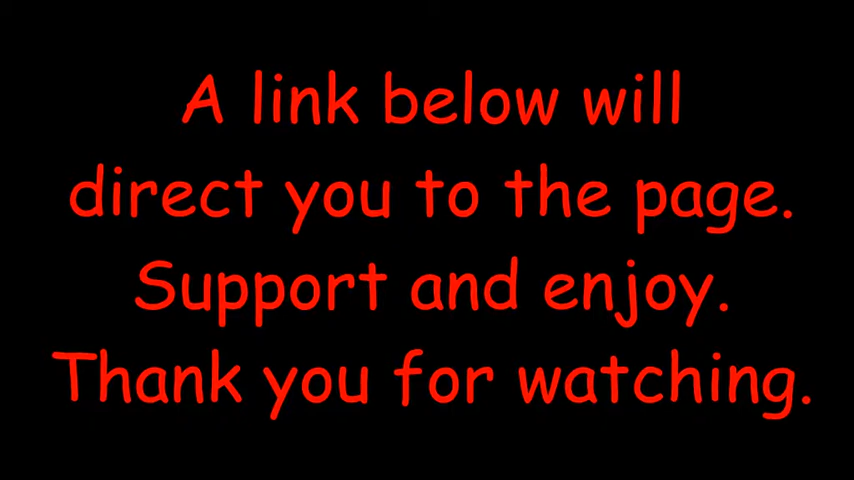 A link below will
direct you to the page.
Support and enjoy.
Thank you for watching.